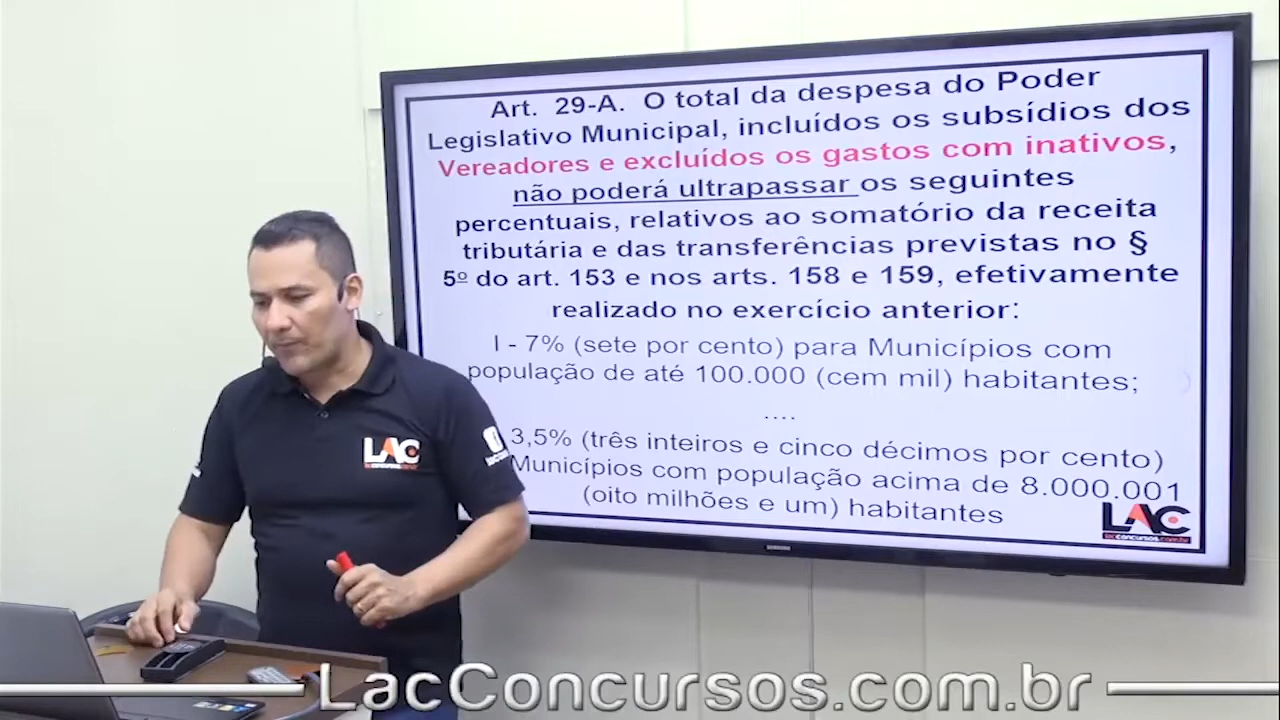 Art. 29-A. O total da despesa do Poder
Legislativo Municipal, incluídos os subsídios dos
Vereadores e excluídos os gastos com inativos,
não poderá ultrapassar os seguintes
percentuais, relativos ao somatório da receita
tributária e das transferências previstas no §
5º do art. 153 e nos arts. 158 e 159, efetivamente
realizado no exercício anterior:
I - 7% (sete por cento) para Municípios com
população de até 100.000 (cem mil) habitantes;
....
3,5% (três inteiros e cinco décimos por cento)
Municípios com população acima de 8.000.001
(oito milhões e um) habitantes
LAC
lacconcursos.com.br
SAMSUNG
LAC
lacconcursos.com.br
LacConcursos.com.br